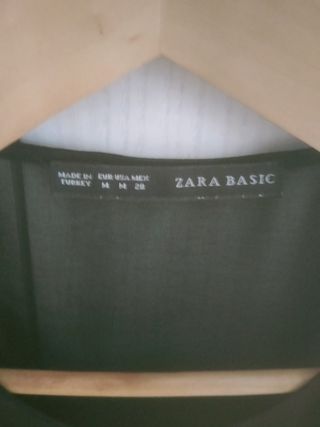 MADE IN TURKEY
EUR USA MEX
M M 28
ZARA BASIC